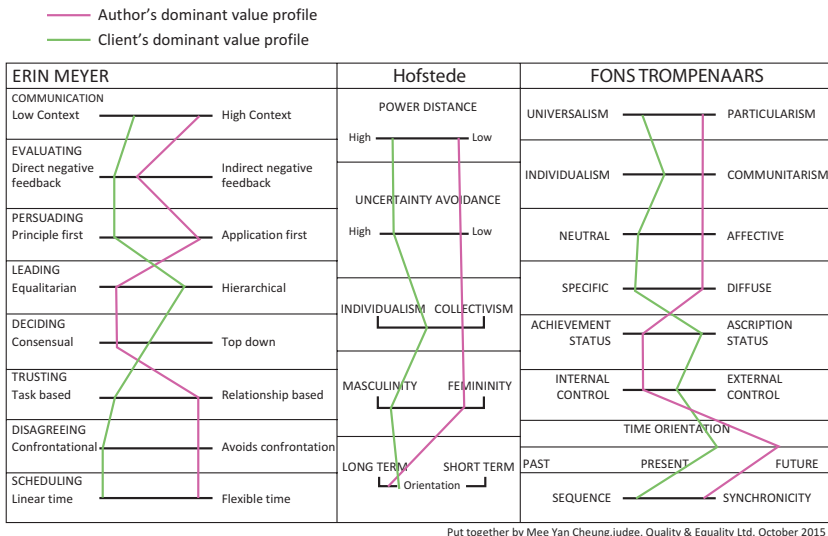 Author's dominant value profile
Client's dominant value profile
ERIN MEYER
COMMUNICATION
Low Context High Context
EVALUATING
Direct negative Indirect negative
feedback feedback
PERSUADING
Principle first Application first
LEADING
Equalitarian Hierarchical
DECIDING
Consensual Top down
TRUSTING
Task based Relationship based
DISAGREEING
Confrontational Avoids confrontation
SCHEDULING
Linear time Flexible time
Hofstede
POWER DISTANCE
High Low
UNCERTAINTY AVOIDANCE
High Low
INDIVIDUALISM COLLECTIVISM
MASCULINITY FEMININITY
LONG TERM SHORT TERM
Orientation
FONS TROMPENAARS
UNIVERSALISM PARTICULARISM
INDIVIDUALISM COMMUNITARISM
NEUTRAL AFFECTIVE
SPECIFIC DIFFUSE
ACHIEVEMENT ASCRIPTION
STATUS STATUS
INTERNAL EXTERNAL
CONTROL CONTROL
TIME ORIENTATION
PAST PRESENT FUTURE
SEQUENCE SYNCHRONICITY
Put together by Mee Yan Cheung.judge. Quality & Equality Ltd. October 2015